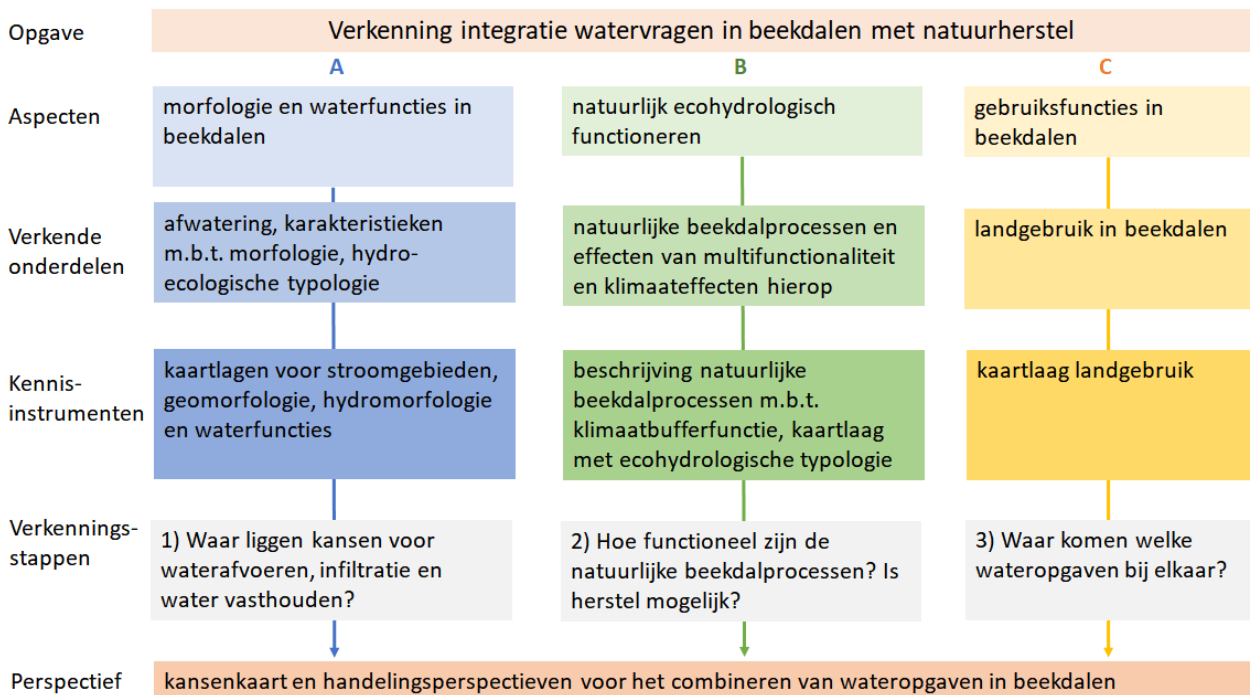 Opgave
Verkenning integratie watervragen in beekdalen met natuurherstel
A
B
C
Aspecten
morfologie en waterfuncties in
beekdalen
natuurlijk ecohydrologisch
functioneren
gebruiksfuncties in
beekdalen
Verkende
onderdelen
afwatering, karakteristieken
m.b.t. morfologie, hydro-
ecologische typologie
natuurlijke beekdalprocessen en
effecten van multifunctionaliteit
en klimaateffecten hierop
landgebruik in beekdalen
Kennis-
instrumenten
kaartlagen voor stroomgebieden,
geomorfologie, hydromorfologie
en waterfuncties
beschrijving natuurlijke
beekdalprocessen m.b.t.
klimaatbufferfunctie, kaartlaag
met ecohydrologische typologie
kaartlaag landgebruik
Verkennings-
stappen
1) Waar liggen kansen voor
waterafvoeren, infiltratie en
water vasthouden?
2) Hoe functioneel zijn de
natuurlijke beekdalprocessen? Is
herstel mogelijk?
3) Waar komen welke
wateropgaven bij elkaar?
Perspectief
kansenkaart en handelingsperspectieven voor het combineren van wateropgaven in beekdalen